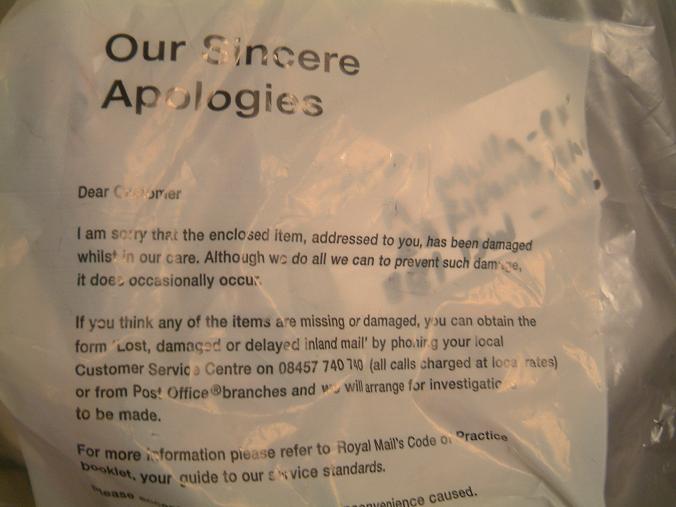 Our Sincere
Apologies
Dear Customer
I am sorry that the enclosed item, addressed to you, has been damaged
whilst in our care. Although we do all we can to prevent such damage,
it does occasionally occur.
If you think any of the items are missing or damaged, you can obtain the
form 'Lost, damaged or delayed inland mail' by phoning your local
Customer Service Centre on 08457 740 740 (all calls charged at local rates)
or from Post Office®branches and we will arrange for investigation
to be made.
For more information please refer to Royal Mail's Code of Practice
booklet, your guide to our service standards.
Please inconvenience caused.